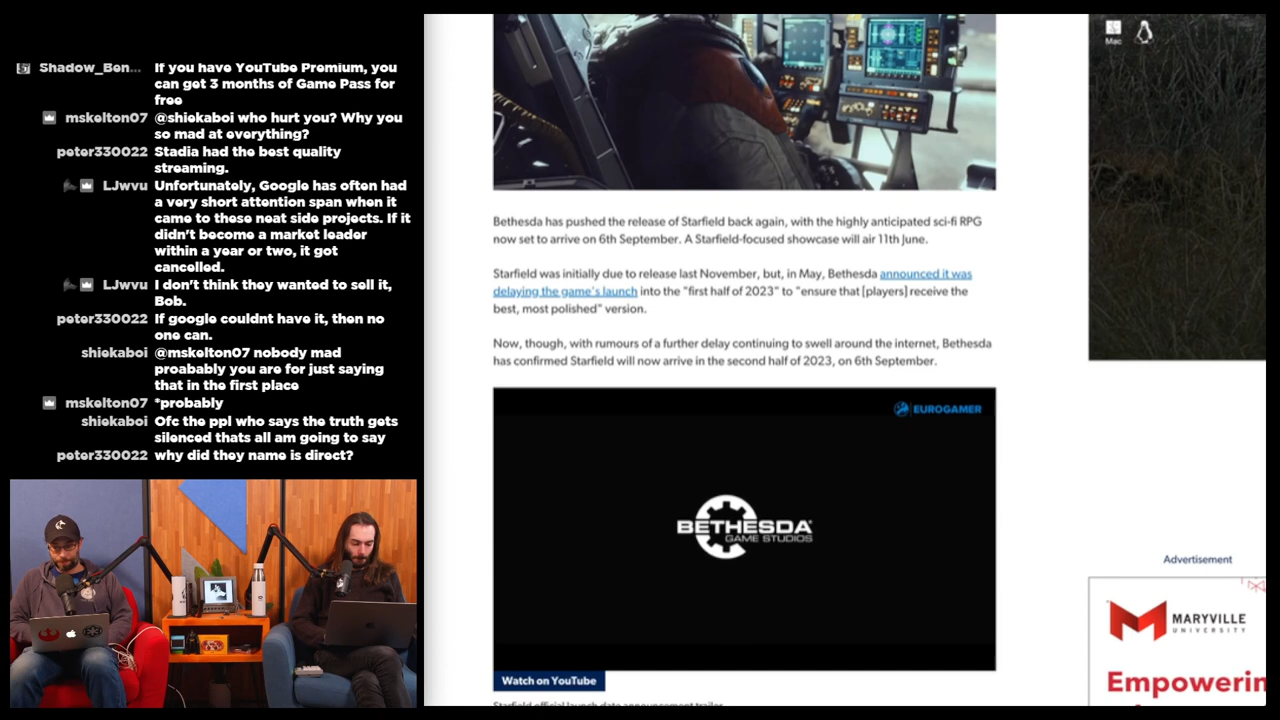 Shadow_Ben... If you have YouTube Premium, you
can get 3 months of Game Pass for
free
mskelton07 @shiekaboi who hurt you? Why you
so mad at everything?
peter330022 Stadia had the best quality
streaming.
LJwvu Unfortunately, Google has often had
a very short attention span when it
came to these neat side projects. If it
didn't become a market leader
within a year or two, it got
cancelled.
LJwvu I don't think they wanted to sell it,
Bob.
peter330022 If google couldnt have it, then no
one can.
shiekaboi @mskelton07 nobody mad
proabably you are for just saying
that in the first place
mskelton07 *probably
shiekaboi Ofc the ppl who says the truth gets
silenced thats all am going to say
peter330022 why did they name is direct?
Bethesda has pushed the release of Starfield back again, with the highly anticipated sci-fi RPG
now set to arrive on 6th September. A Starfield-focused showcase will air 11th June.
Starfield was initially due to release last November, but, in May, Bethesda announced it was
delaying the game's launch into the "first half of 2023" to "ensure that [players] receive the
best, most polished" version.
Now, though, with rumours of a further delay continuing to swell around the internet, Bethesda
has confirmed Starfield will now arrive in the second half of 2023, on 6th September.
EUROGAMER
BETHESDA
GAME STUDIOS
Watch on YouTube
Starfield official launch date announcement trailer
Mac
Advertisement
MARYVILLE
UNIVERSITY
Empowerin